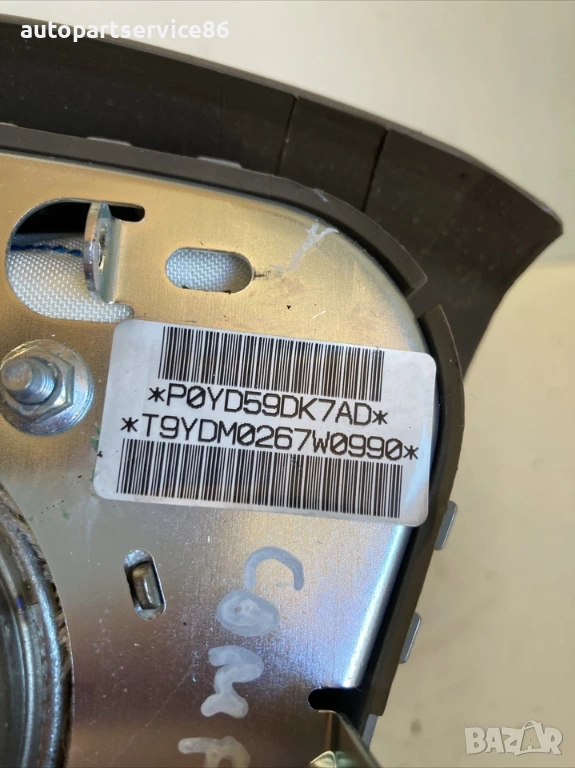 autopartservice86
*P0YD59DK7AD*
*T9YDM0267W0990*
BAZAR